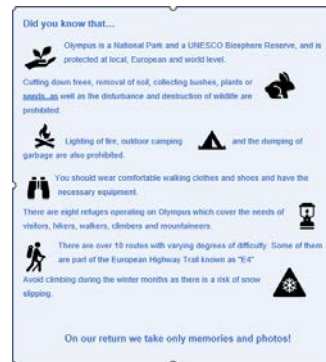 Did you know that...
Olympus is a National Park and a UNESCO Biosphere Reserve, and is
protected at local, European and world level.
Cutting down trees, removal of soil, collecting bushes, plants or
seeds, as well as the disturbance and destruction of wildlife are
prohibited
Lighting of fire, outdoor camping and the dumping of
garbage are also prohibited.
You should wear comfortable walking clothes and shoes and have the
necessary equipment.
There are eight refuges operating on Olympus which cover the needs of
visitors, hikers, walkers, climbers and mountaineers.
There are over 10 routes with varying degrees of difficulty. Some of them
are part of the European Highway Trail known as "E4"
Avoid climbing during the winter months as there is a risk of snow
slipping.
On our return we take only memories and photos!